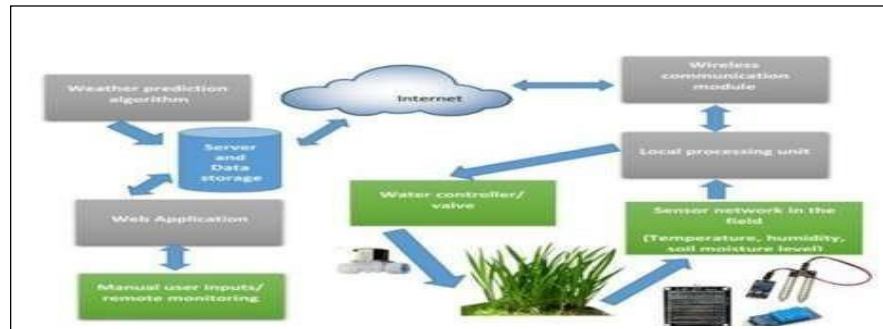 Weather prediction
algorithm
Internet
Wireless
communication
module
Server
and
Data
storage
Local processing unit
Water controller/
valve
Web Application
Sensor network in the
field
(Temperature, humidity,
soil moisture level)
Manual user inputs/
remote monitoring